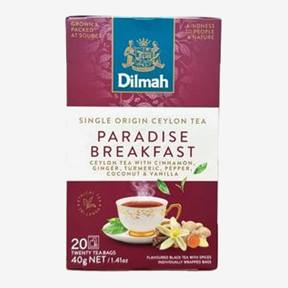 GROWN &
PACKED
AT SOURCE
KINDNESS
TO PEOPLE
& NATURE
Dilmah
SINGLE ORIGIN CEYLON TEA
PARADISE
BREAKFAST
CEYLON TEA WITH CINNAMON,
GINGER, TURMERIC, PEPPER,
COCONUT & VANILLA
20
TWENTY TEA BAGS
40g NET / 1.41oz
FLAVOURED BLACK TEA WITH SPICES
INDIVIDUALLY WRAPPED BAGS